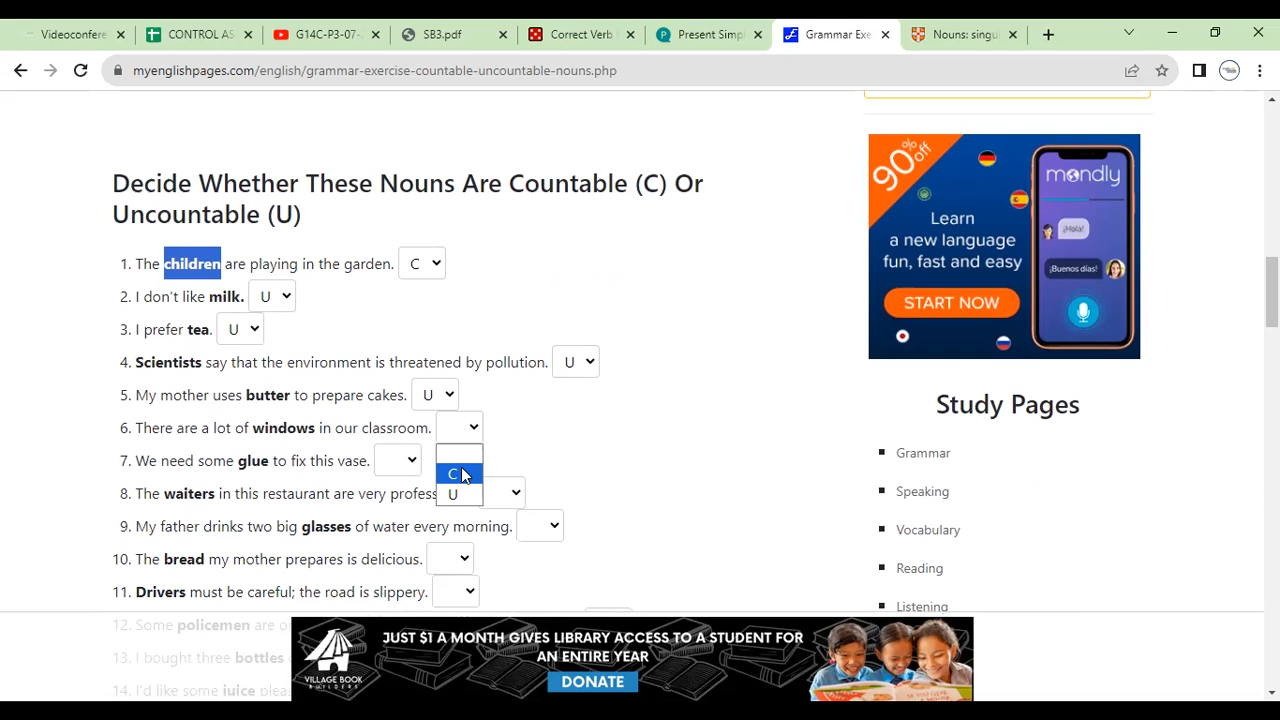 Videoconfere
CONTROL AS
G14C-P3-07-
SB3.pdf
Correct Verb
Present Simpl
Grammar Exe
Nouns: singu
myenglishpages.com/english/grammar-exercise-countable-uncountable-nouns.php
Decide Whether These Nouns Are Countable (C) Or
Uncountable (U)
1. The children are playing in the garden. C
2. I don't like milk. U
3. I prefer tea. U
4. Scientists say that the environment is threatened by pollution. U
5. My mother uses butter to prepare cakes. U
6. There are a lot of windows in our classroom.
C
U
7. We need some glue to fix this vase.
8. The waiters in this restaurant are very profess
9. My father drinks two big glasses of water every morning.
10. The bread my mother prepares is delicious.
11. Drivers must be careful; the road is slippery.
12. Some policemen are o
13. I bought three bottles
14. I'd like some juice pleas
90%
off
Learn
a new language
fun, fast and easy
START NOW
mondly
¡Hola!
¡Buenos días!
Study Pages
Grammar
Speaking
Vocabulary
Reading
Listening
VILLAGE BOOK
BUILDERS
JUST $1 A MONTH GIVES LIBRARY ACCESS TO A STUDENT FOR
AN ENTIRE YEAR
DONATE